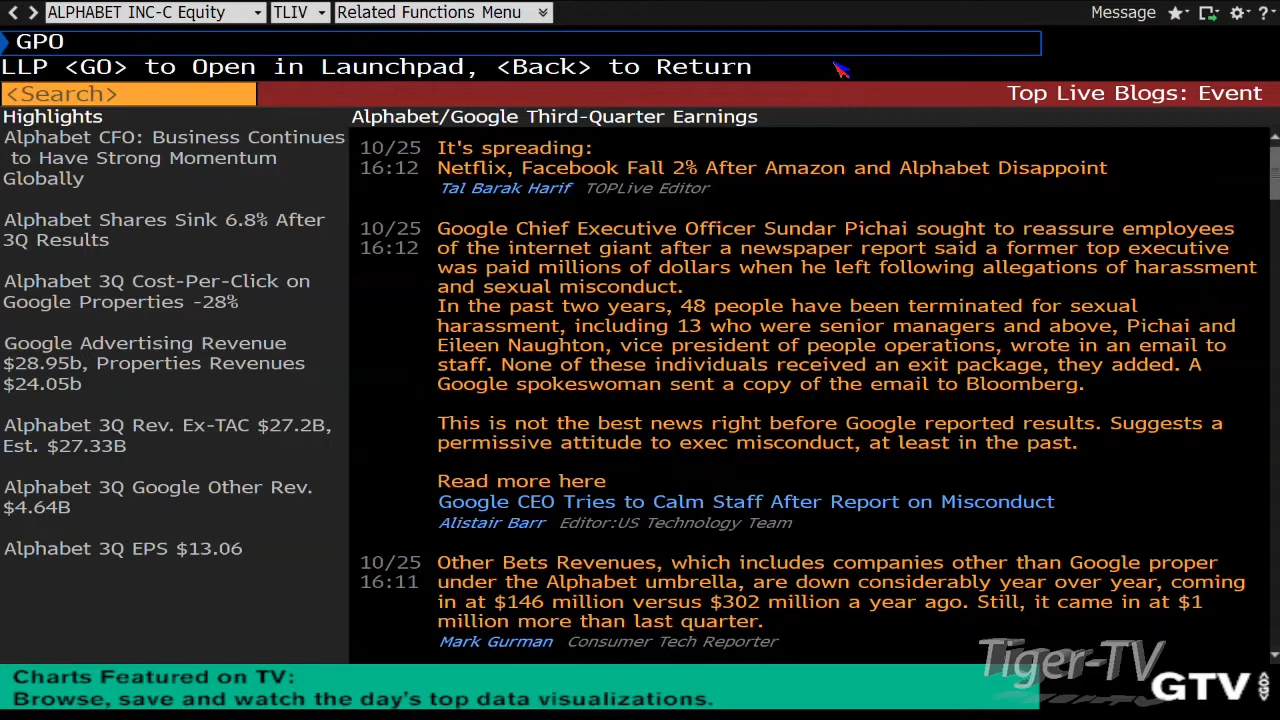 ALPHABET INC-C Equity TLIV Related Functions Menu Message
GPO
LLP <GO> to Open in Launchpad, <Back> to Return
<Search> Top Live Blogs: Event
Highlights
Alphabet CFO: Business Continues
to Have Strong Momentum
Globally
Alphabet Shares Sink 6.8% After
3Q Results
Alphabet 3Q Cost-Per-Click on
Google Properties -28%
Google Advertising Revenue
$28.95b, Properties Revenues
$24.05b
Alphabet 3Q Rev. Ex-TAC $27.2B,
Est. $27.33B
Alphabet 3Q Google Other Rev.
$4.64B
Alphabet 3Q EPS $13.06
Alphabet/Google Third-Quarter Earnings
10/25 It's spreading:
16:12 Netflix, Facebook Fall 2% After Amazon and Alphabet Disappoint
Tal Barak Harif TOPLive Editor
10/25 Google Chief Executive Officer Sundar Pichai sought to reassure employees
16:12 of the internet giant after a newspaper report said a former top executive
was paid millions of dollars when he left following allegations of harassment
and sexual misconduct.
In the past two years, 48 people have been terminated for sexual
harassment, including 13 who were senior managers and above, Pichai and
Eileen Naughton, vice president of people operations, wrote in an email to
staff. None of these individuals received an exit package, they added. A
Google spokeswoman sent a copy of the email to Bloomberg.
This is not the best news right before Google reported results. Suggests a
permissive attitude to exec misconduct, at least in the past.
Read more here
Google CEO Tries to Calm Staff After Report on Misconduct
Alistair Barr Editor:US Technology Team
10/25 Other Bets Revenues, which includes companies other than Google proper
16:11 under the Alphabet umbrella, are down considerably year over year, coming
in at $146 million versus $302 million a year ago. Still, it came in at $1
million more than last quarter.
Mark Gurman Consumer Tech Reporter
Charts Featured on TV:
Browse, save and watch the day's top data visualizations.
Tiger-TV
GTV